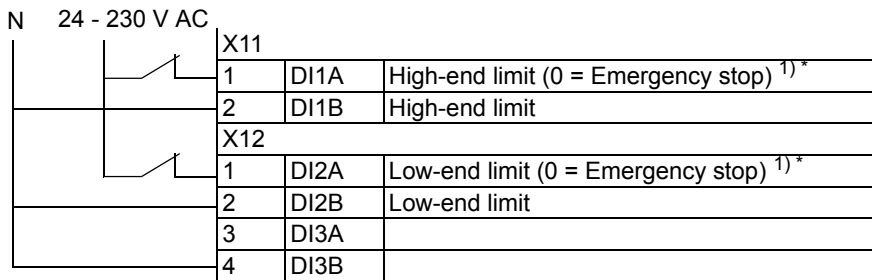 N 24 - 230 V AC
X11
1 DI1A High-end limit (0 = Emergency stop) 1) *
2 DI1B High-end limit
X12
1 DI2A Low-end limit (0 = Emergency stop) 1) *
2 DI2B Low-end limit
3 DI3A
4 DI3B